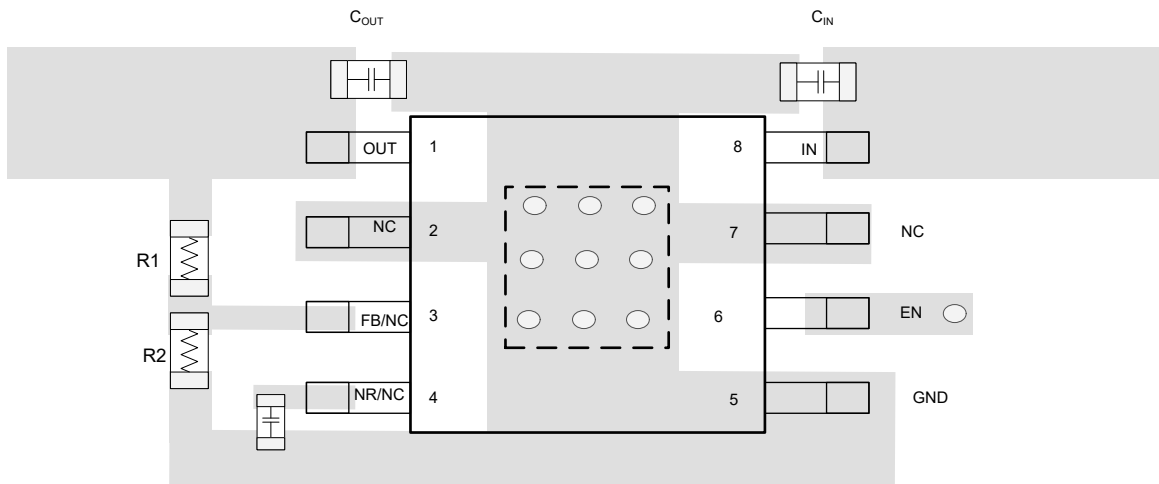 COUT CIN
OUT 1 8 IN
NC 2 7 NC
R1
FB/NC 3 6 EN
R2
NR/NC 4 5 GND